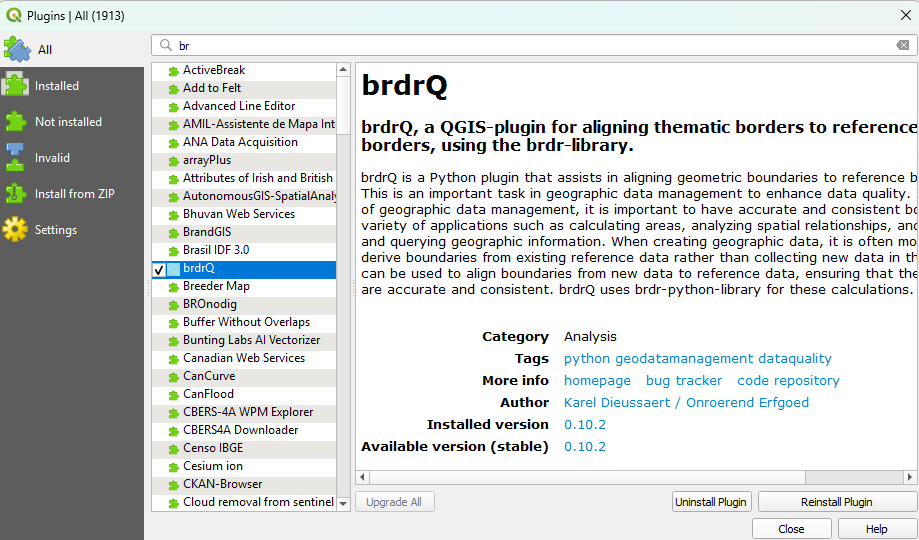 Plugins | All (1913)
br
All
Installed
Not installed
Invalid
Install from ZIP
Settings
ActiveBreak
Add to Felt
Advanced Line Editor
AMIL-Assistente de Mapa Int
ANA Data Acquisition
arrayPlus
Attributes of Irish and British
AutonomousGIS-SpatialAnaly
Bhuvan Web Services
BrandGIS
Brasil IDF 3.0
brdrQ
Breeder Map
BROnodig
Buffer Without Overlaps
Bunting Labs AI Vectorizer
Canadian Web Services
CanCurve
CanFlood
CBERS-4A WPM Explorer
CBERS4A Downloader
Censo IBGE
Cesium ion
CKAN-Browser
Cloud removal from sentinel
brdrQ
brdrQ, a QGIS-plugin for aligning thematic borders to reference
borders, using the brdr-library.
brdrQ is a Python plugin that assists in aligning geometric boundaries to reference b
This is an important task in geographic data management to enhance data quality.
of geographic data management, it is important to have accurate and consistent bo
variety of applications such as calculating areas, analyzing spatial relationships, and
and querying geographic information. When creating geographic data, it is often mo
derive boundaries from existing reference data rather than collecting new data in th
can be used to align boundaries from new data to reference data, ensuring that the
are accurate and consistent. brdrQ uses brdr-python-library for these calculations.
Category Analysis
Tags python geodatamanagement dataquality
More info homepage bug tracker code repository
Author Karel Dieussaert / Onroerend Erfgoed
Installed version 0.10.2
Available version (stable) 0.10.2
Upgrade All
Uninstall Plugin
Reinstall Plugin
Close
Help